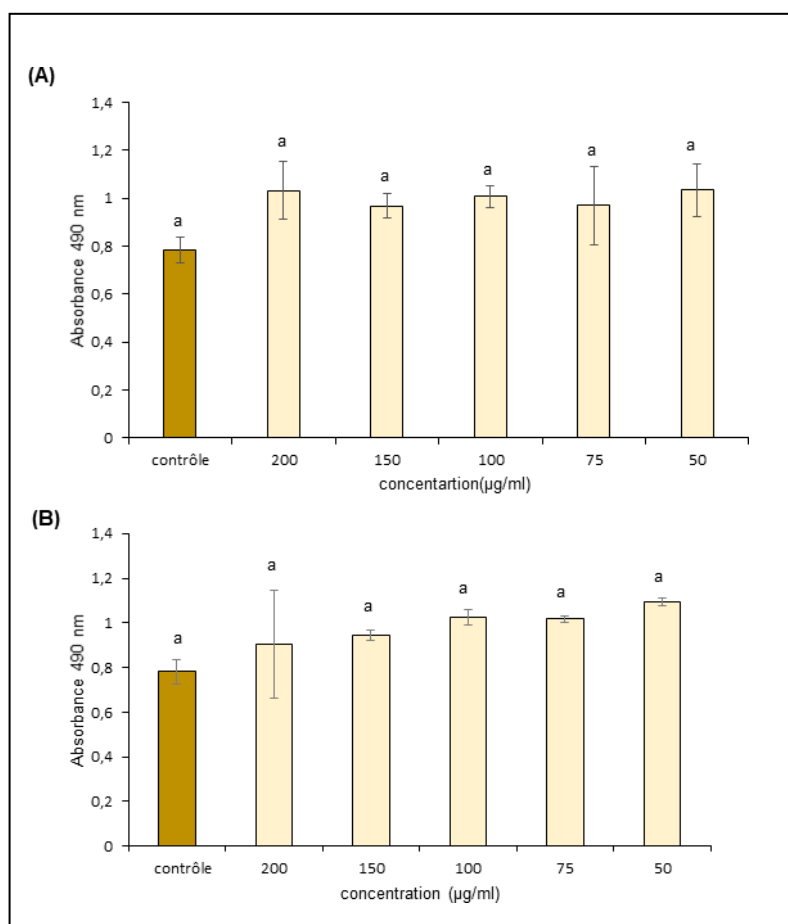 (A)
1,4
1,2
1
0,8
0,6
0,4
0,2
0
Absorbance 490 nm
a a a a a a
contrôle 200 150 100 75 50
concentartion(µg/ml)
(B)
1,4
1,2
1
0,8
0,6
0,4
0,2
0
Absorbance 490 nm
a a a a a a
contrôle 200 150 100 75 50
concentration (µg/ml)